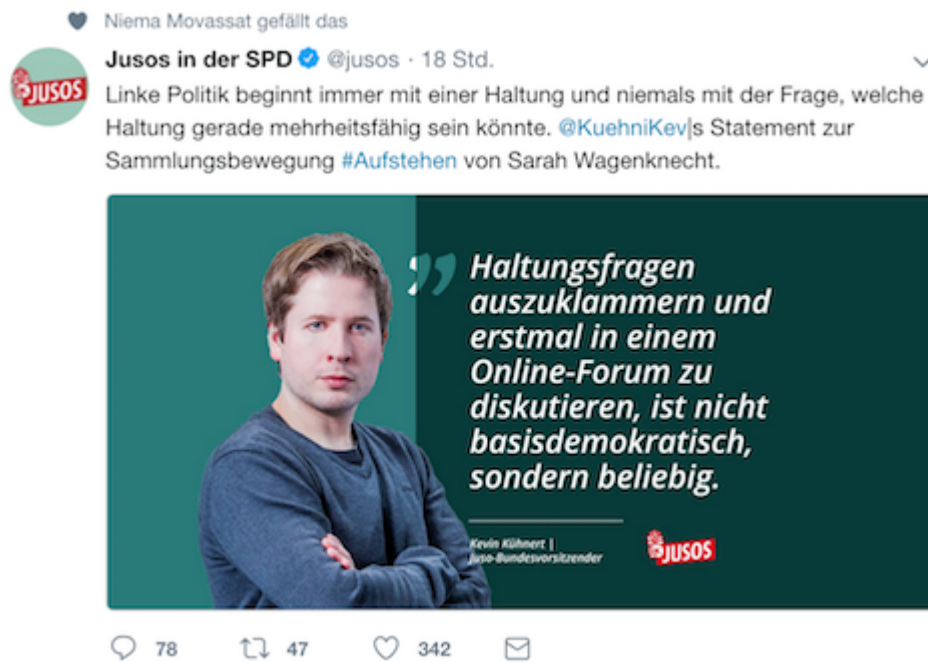 Niema Movassat gefällt das
Jusos in der SPD @jusos · 18 Std.
JUSOS
Linke Politik beginnt immer mit einer Haltung und niemals mit der Frage, welche
Haltung gerade mehrheitsfähig sein könnte. @KuehniKev|s Statement zur
Sammlungsbewegung #Aufstehen von Sarah Wagenknecht.
" Haltungsfragen
auszuklammern und
erstmal in einem
Online-Forum zu
diskutieren, ist nicht
basisdemokratisch,
sondern beliebig.
Kevin Kühnert |
Juso-Bundesvorsitzender
JUSOS
78 47 342